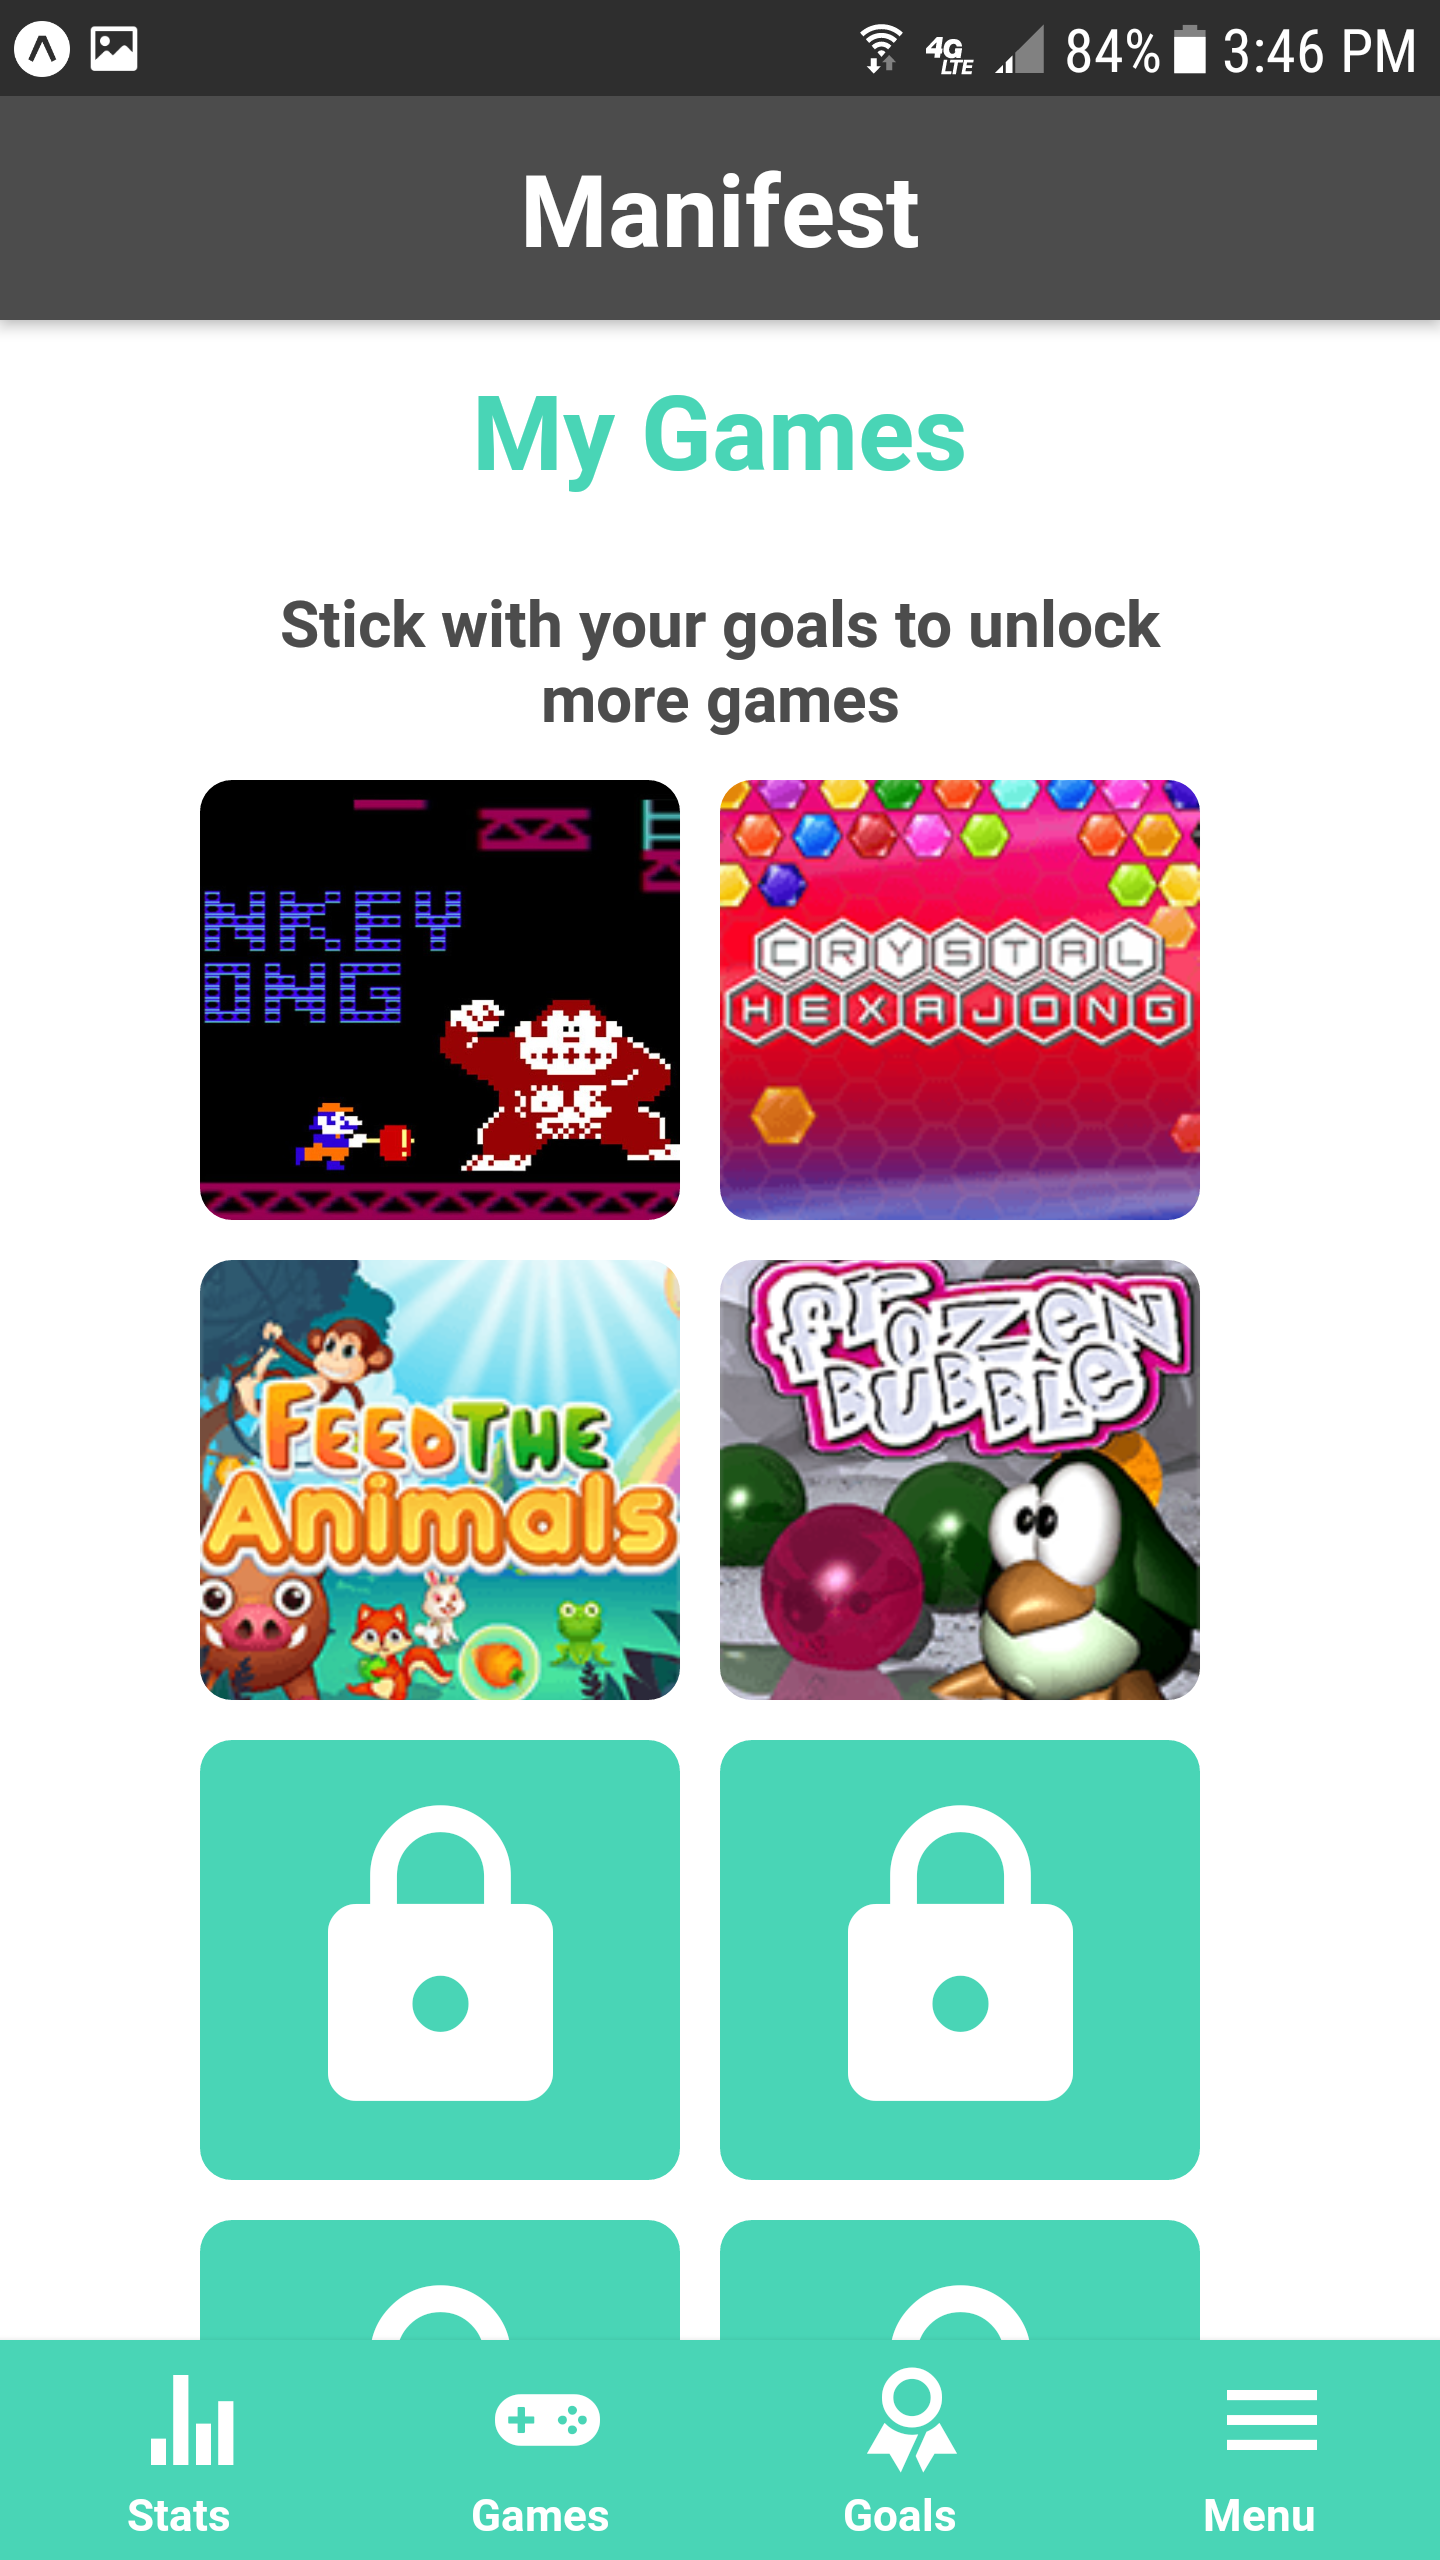 4G LTE 84% 3:46 PM
Manifest
My Games
Stick with your goals to unlock
more games
NKEY
ONG
CRYSTAL
HEXAJONG
FEED THE
Animals
FROZEN
BUBBLE
Stats Games Goals Menu